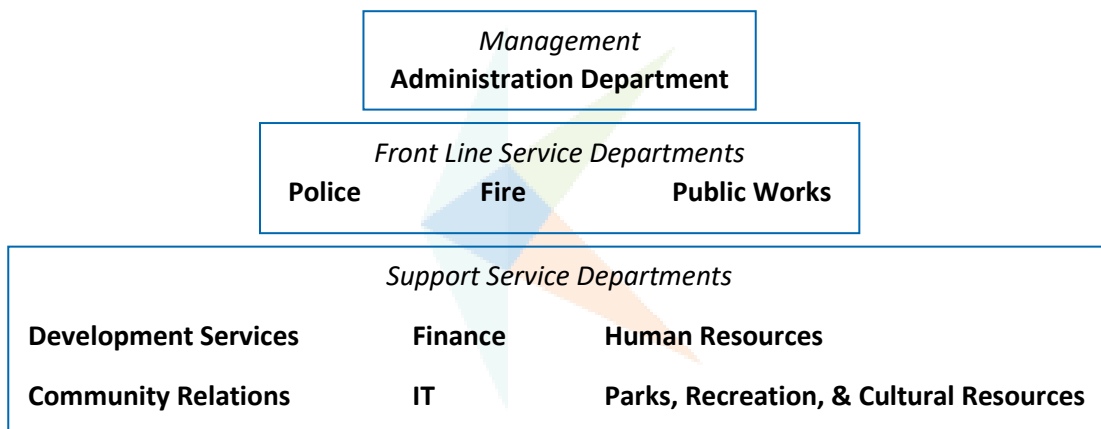 Management
Administration Department
Front Line Service Departments
Police Fire Public Works
Support Service Departments
Development Services Finance Human Resources
Community Relations IT Parks, Recreation, & Cultural Resources